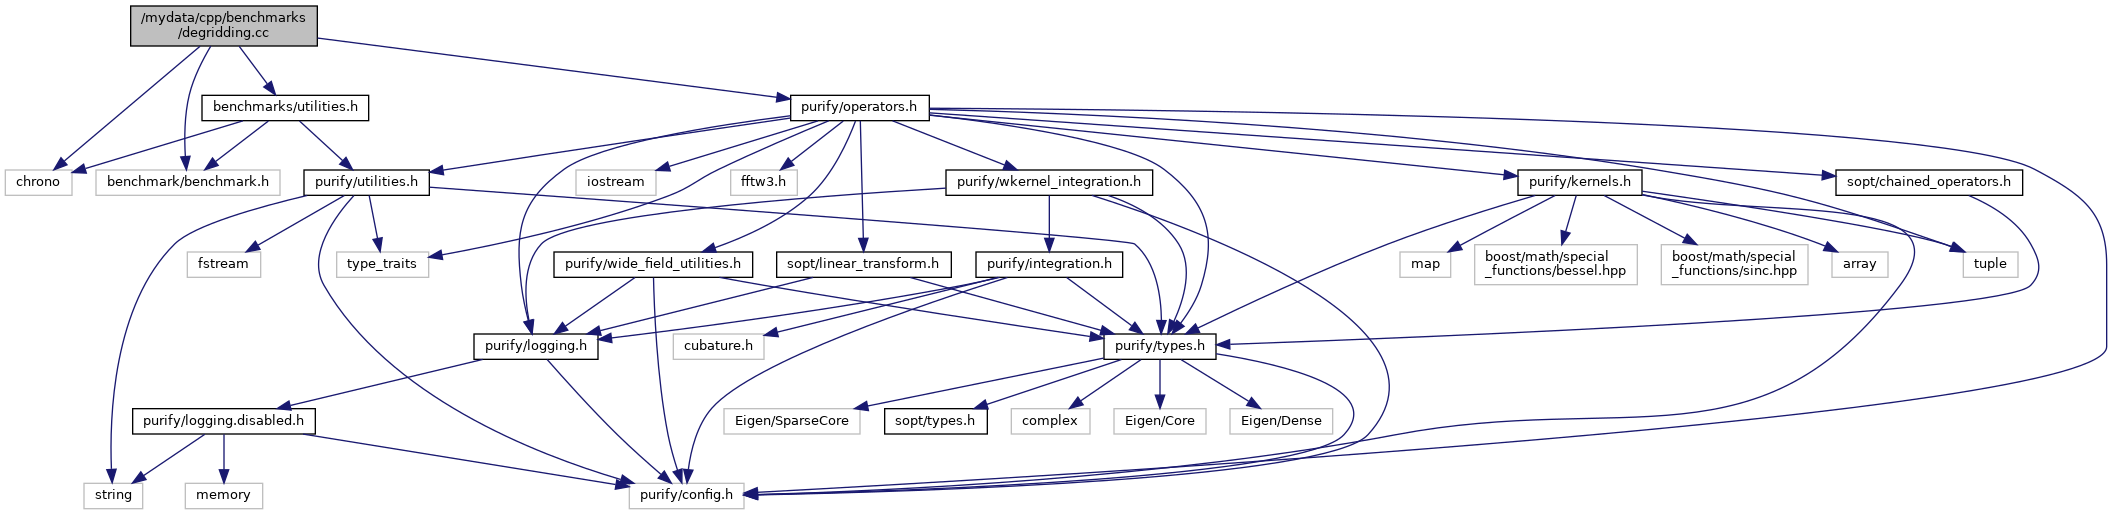 /mydata/cpp/benchmarks
/degridding.cc
benchmarks/utilities.h
purify/operators.h
chrono
benchmark/benchmark.h
purify/utilities.h
iostream
fftw3.h
purify/wkernel_integration.h
purify/kernels.h
sopt/chained_operators.h
fstream
type_traits
purify/wide_field_utilities.h
sopt/linear_transform.h
purify/integration.h
map
boost/math/special
_functions/bessel.hpp
boost/math/special
_functions/sinc.hpp
array
tuple
purify/logging.h
cubature.h
purify/types.h
purify/logging.disabled.h
Eigen/SparseCore
sopt/types.h
complex
Eigen/Core
Eigen/Dense
string
memory
purify/config.h